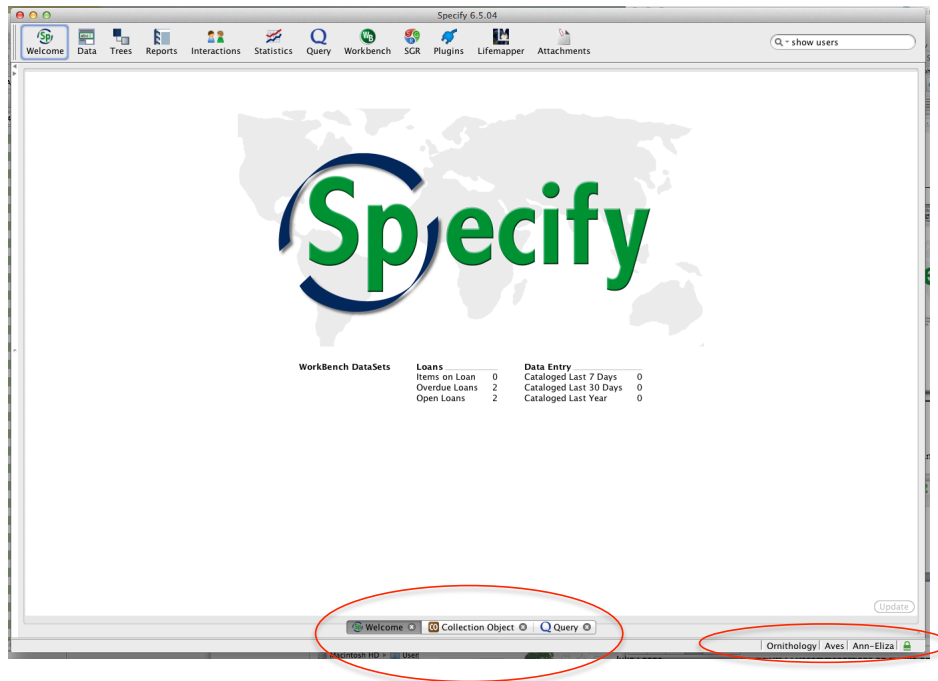 Specify 6.5.04
Welcome Data Trees Reports Interactions Statistics Query Workbench SGR Plugins Lifemapper Attachments
show users
Specify
WorkBench DataSets
Loans
Items on Loan 0
Overdue Loans 2
Open Loans 2
Data Entry
Cataloged Last 7 Days 0
Cataloged Last 30 Days 0
Cataloged Last Year 0
Update
Welcome Collection Object Query
Ornithology Aves Ann-Eliza
Macintosh HD User